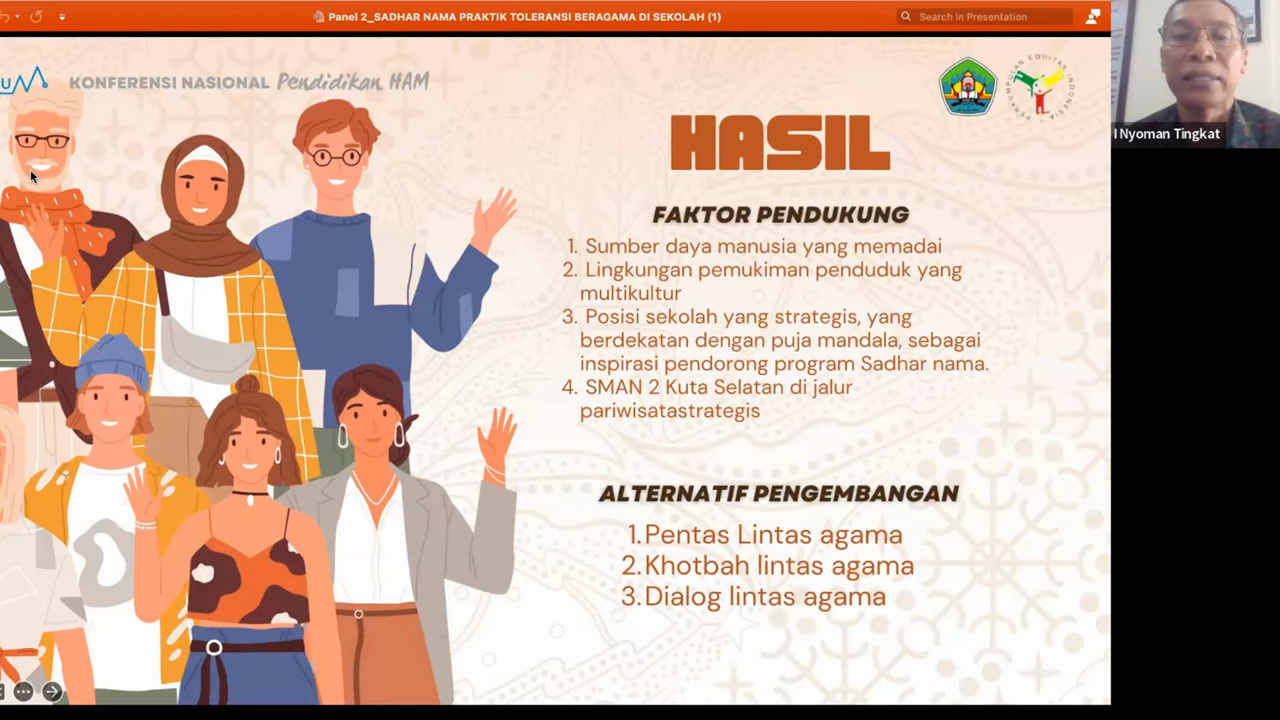 Panel 2_SADHAR NAMA PRAKTIK TOLERANSI BERAGAMA DI SEKOLAH (1)
Search in Presentation
KONFERENSI NASIONAL Pendidikan HAM
PERKUMPULAN EQUITAS INDONESIA
I Nyoman Tingkat
HASIL
FAKTOR PENDUKUNG
1. Sumber daya manusia yang memadai
2. Lingkungan pemukiman penduduk yang
multikultur
3. Posisi sekolah yang strategis, yang
berdekatan dengan puja mandala, sebagai
inspirasi pendorong program Sadhar nama.
4. SMAN 2 Kuta Selatan di jalur
pariwisatastrategis
ALTERNATIF PENGEMBANGAN
1. Pentas Lintas agama
2. Khotbah lintas agama
3. Dialog lintas agama